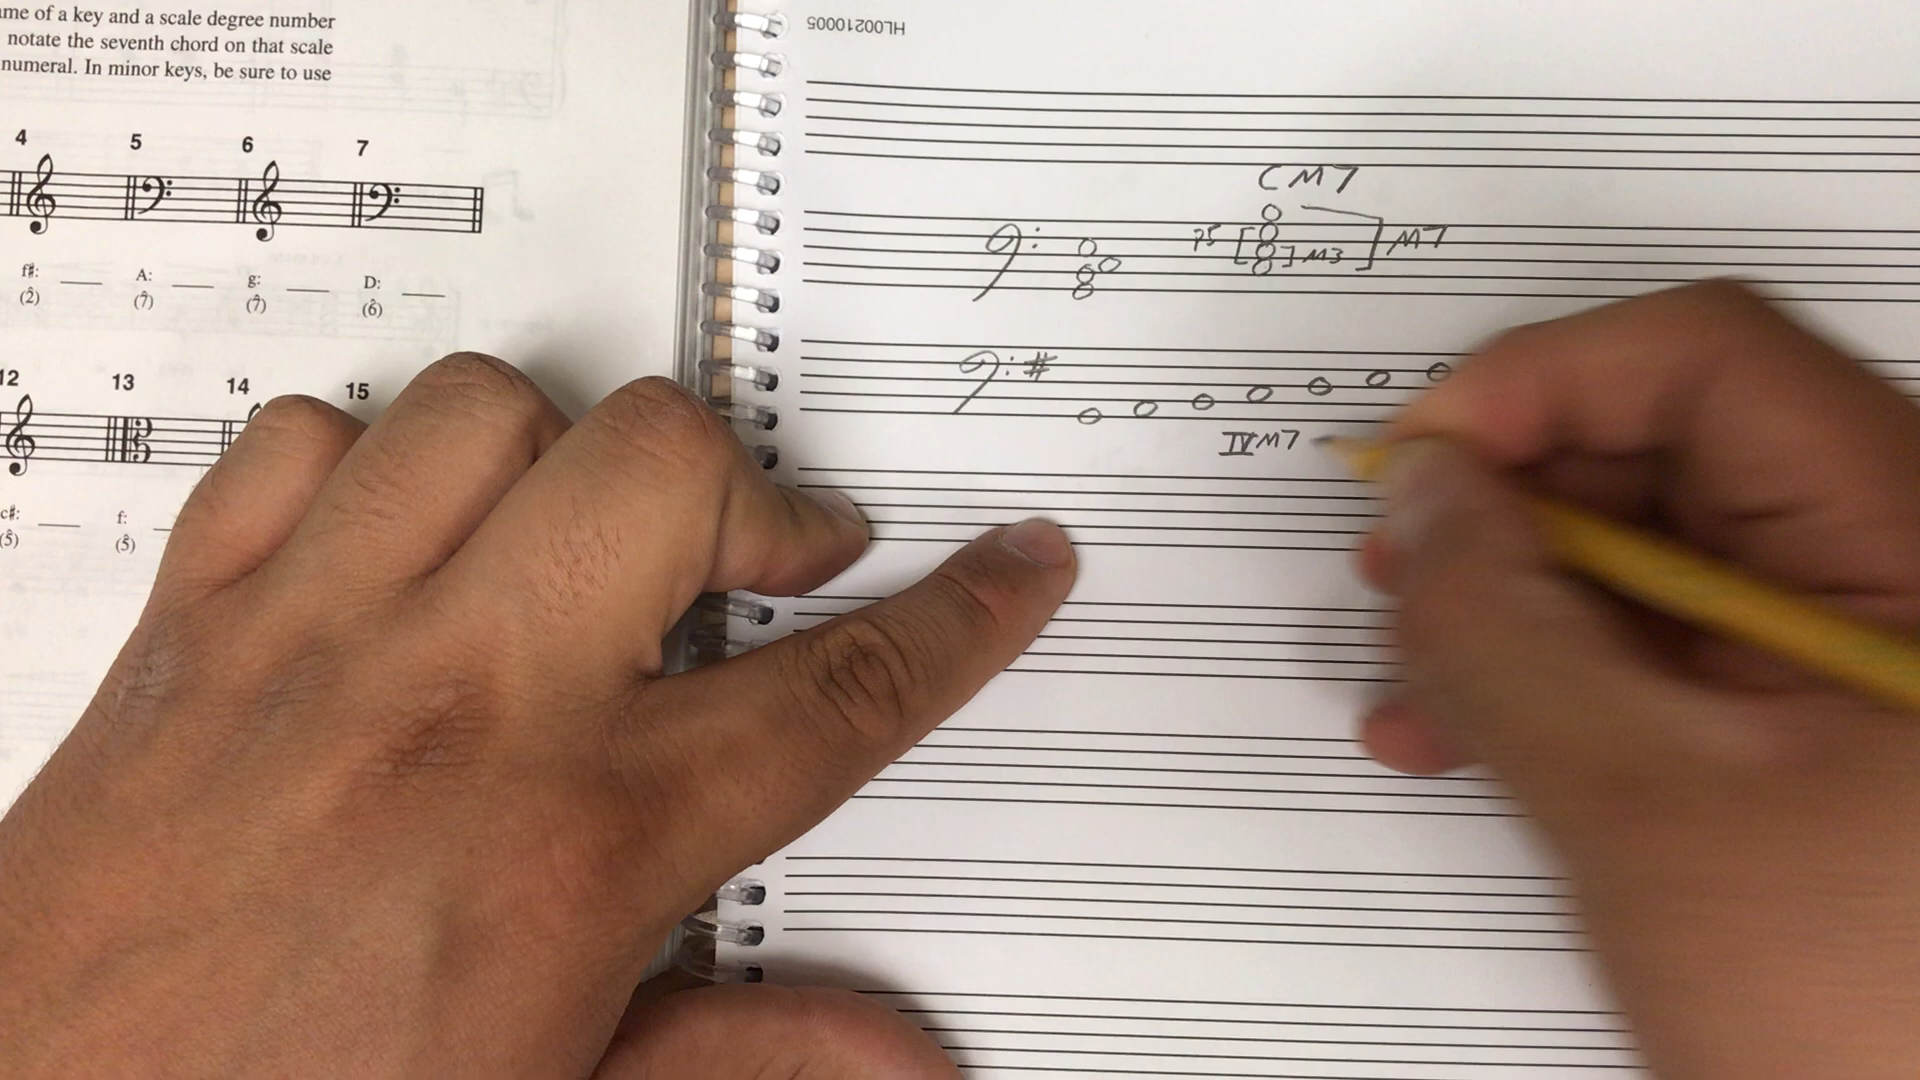 me of a key and a scale degree number
notate the seventh chord on that scale
numeral. In minor keys, be sure to use
4 5 6 7
f♯: A: g: D:
(2̂) (7̂) (7̂) (6̂)
12 13 14 15
c♯: f:
(5̂) (5̂)
HL00210005
CM7
P5 M3 M7
#
IVM7